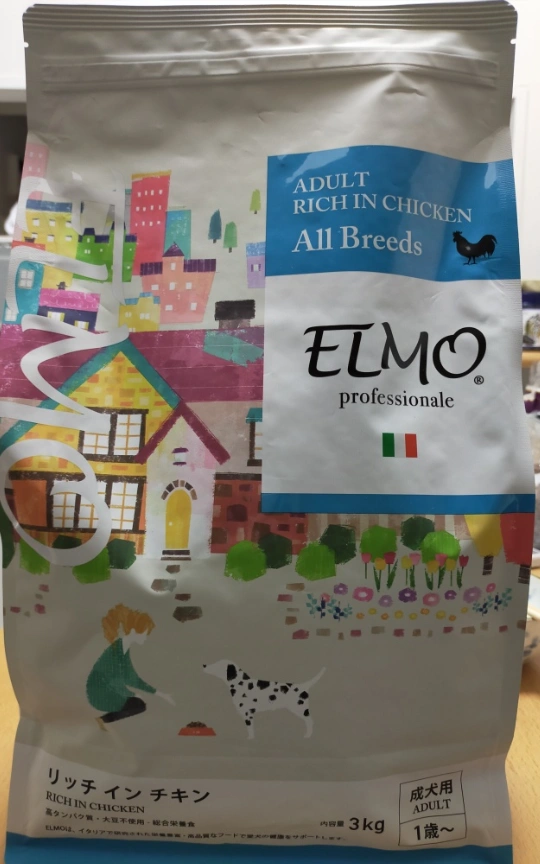 ADULT
RICH IN CHICKEN
All Breeds
ELMO®
professionale
Elmo
リッチ イン チキン
RICH IN CHICKEN
高タンパク質・大豆不使用・総合栄養食
内容量 3kg
成犬用
ADULT
1歳～